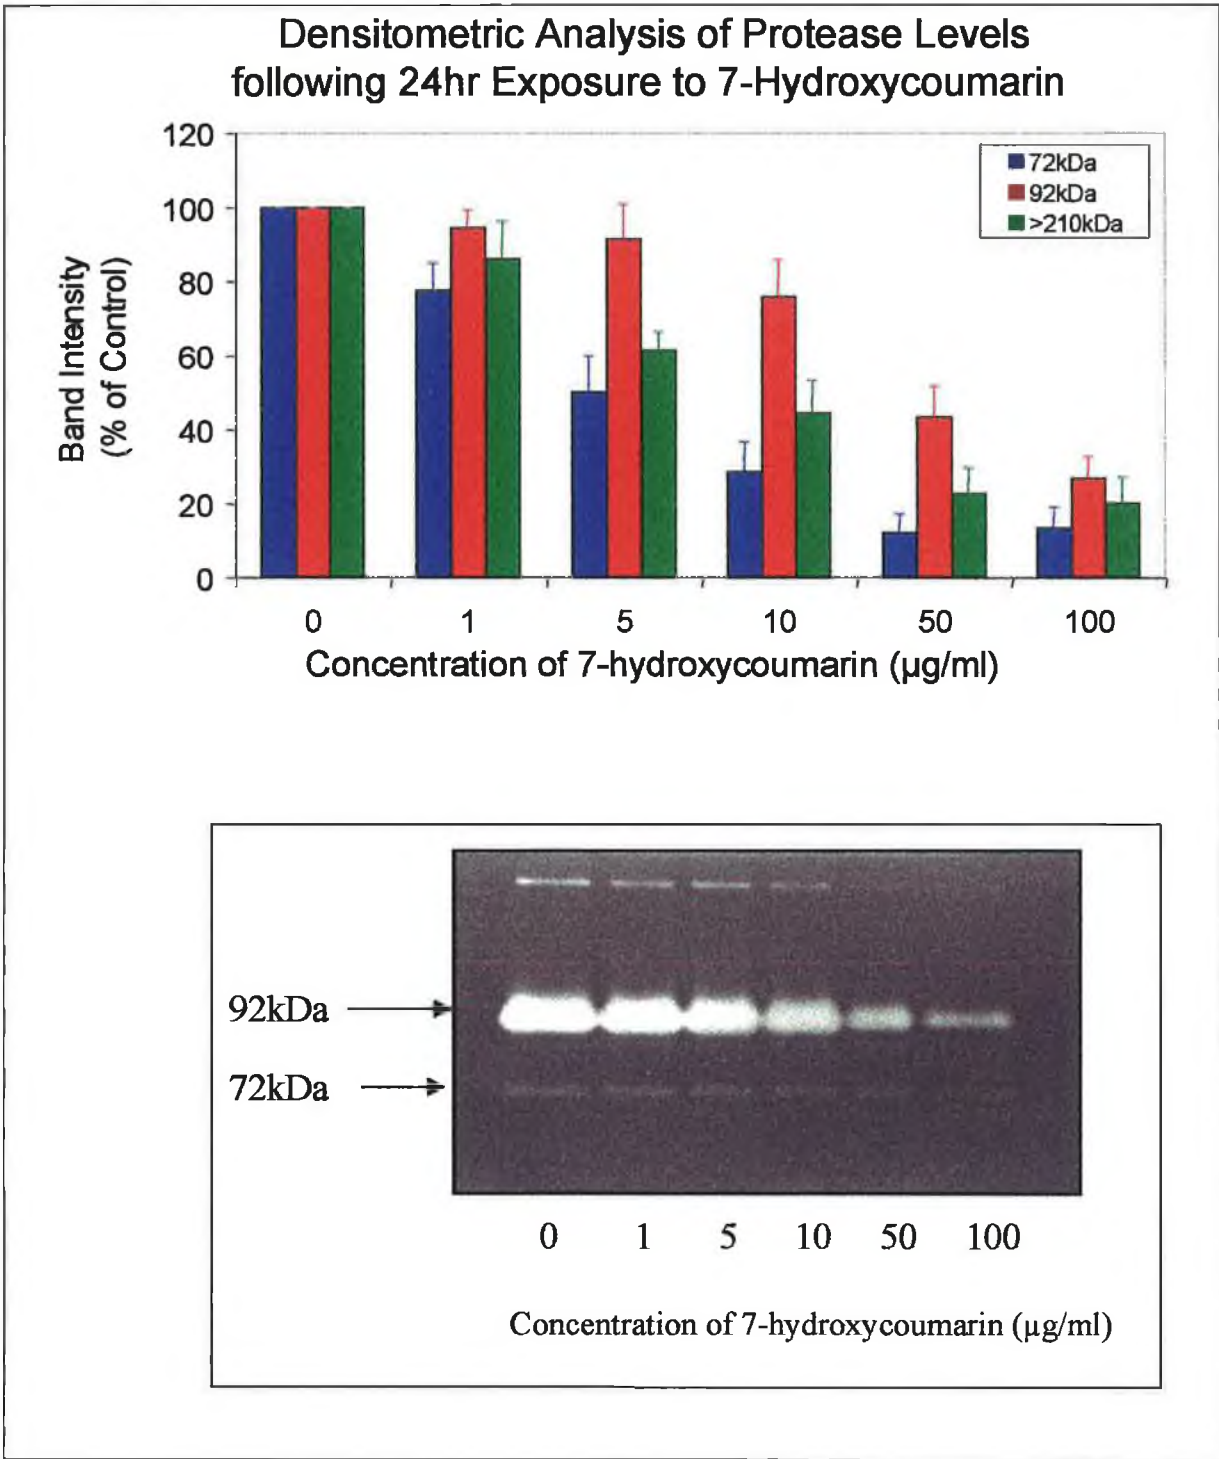 Densitometric Analysis of Protease Levels
following 24hr Exposure to 7-Hydroxycoumarin
Band Intensity
(% of Control)
120
100
80
60
40
20
0
72kDa
92kDa
>210kDa
0 1 5 10 50 100
Concentration of 7-hydroxycoumarin (µg/ml)
92kDa
72kDa
0 1 5 10 50 100
Concentration of 7-hydroxycoumarin (µg/ml)